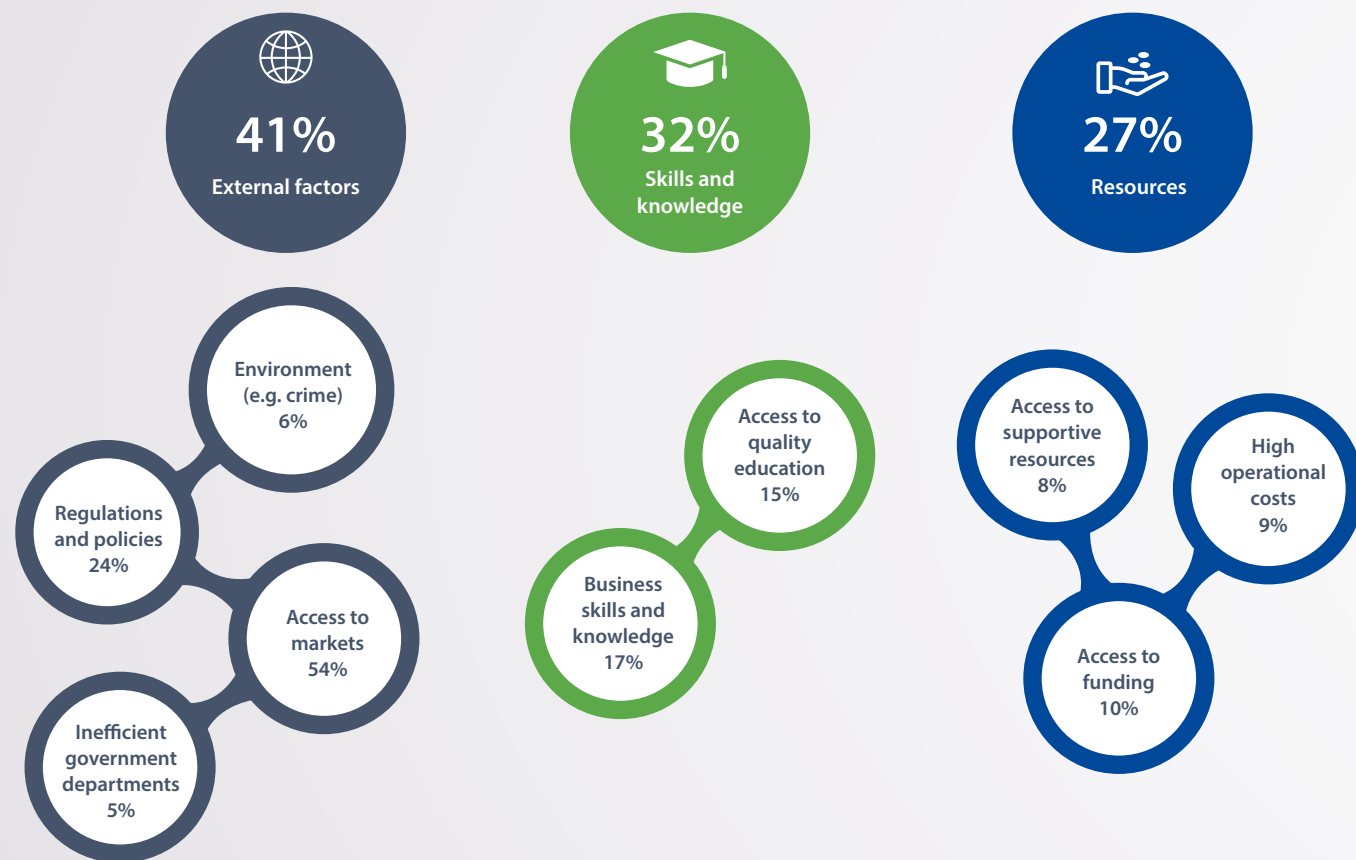 41%
External factors
32%
Skills and
knowledge
27%
Resources
Environment
(e.g. crime)
6%
Regulations
and policies
24%
Access to
markets
54%
Inefficient
government
departments
5%
Access to
quality
education
15%
Business
skills and
knowledge
17%
Access to
supportive
resources
8%
High
operational
costs
9%
Access to
funding
10%